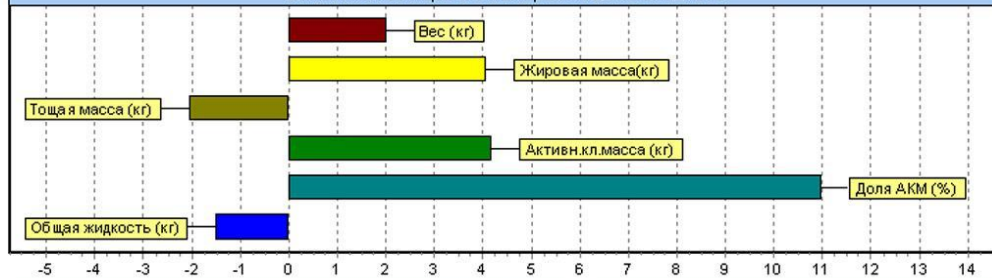 Вес (кг)
Жировая масса(кг)
Тощая масса (кг)
Активн.кл.масса (кг)
Доля АКМ (%)
Общая жидкость (кг)
-5 -4 -3 -2 -1 0 1 2 3 4 5 6 7 8 9 10 11 12 13 14